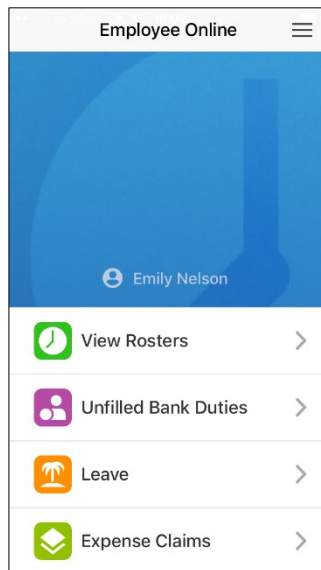 Employee Online
Emily Nelson
View Rosters
Unfilled Bank Duties
Leave
Expense Claims